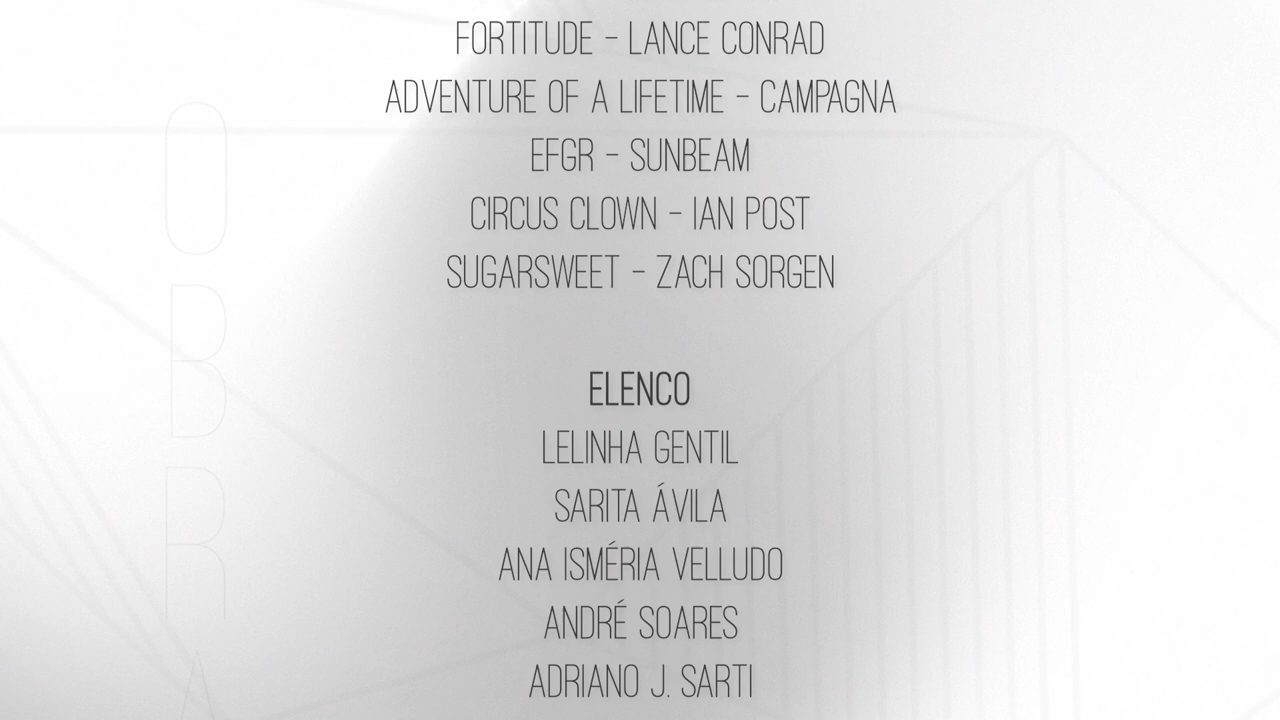 FORTITUDE – LANCE CONRAD
ADVENTURE OF A LIFETIME – CAMPAGNA
EFGR – SUNBEAM
CIRCUS CLOWN – IAN POST
SUGARSWEET – ZACH SORGEN
ELENCO
LELINHA GENTIL
SARITA ÁVILA
ANA ISMÉRIA VELLUDO
ANDRÉ SOARES
ADRIANO J. SARTI
OBRA